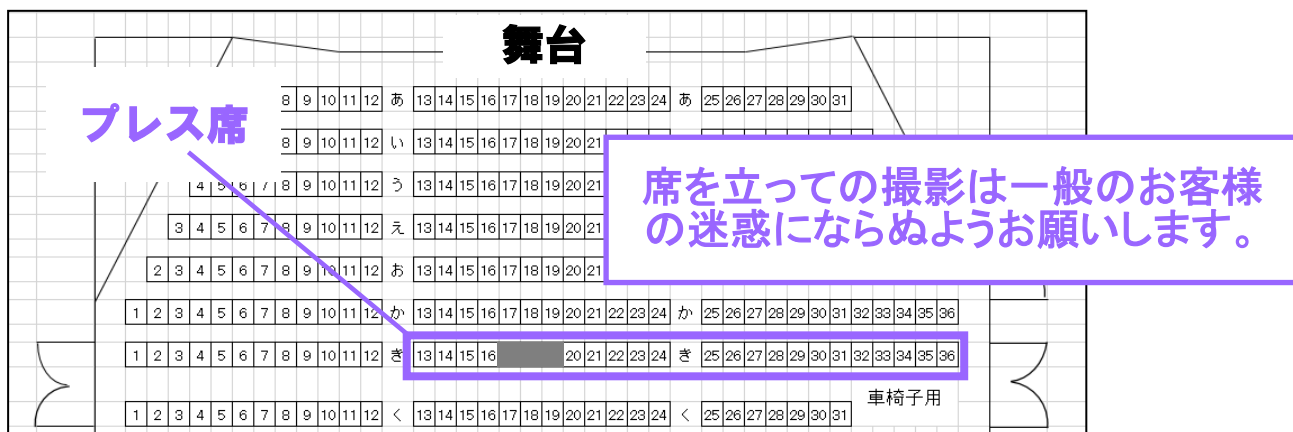 舞台
8 9 10 11 12 あ 13 14 15 16 17 18 19 20 21 22 23 24 あ 25 26 27 28 29 30 31
プレス席
8 9 10 11 12 い 13 14 15 16 17 18 19 20 21
席を立っての撮影は一般のお客様
の迷惑にならぬようお願いします。
4 5 6 7 8 9 10 11 12 う 13 14 15 16 17 18 19 20 21
3 4 5 6 7 8 9 10 11 12 え 13 14 15 16 17 18 19 20 21
2 3 4 5 6 7 8 9 10 11 12 お 13 14 15 16 17 18 19 20 21
1 2 3 4 5 6 7 8 9 10 11 12 か 13 14 15 16 17 18 19 20 21 22 23 24 か 25 26 27 28 29 30 31 32 33 34 35 36
1 2 3 4 5 6 7 8 9 10 11 12 き 13 14 15 16 20 21 22 23 24 き 25 26 27 28 29 30 31 32 33 34 35 36
車椅子用
1 2 3 4 5 6 7 8 9 10 11 12 く 13 14 15 16 17 18 19 20 21 22 23 24 く 25 26 27 28 29 30 31